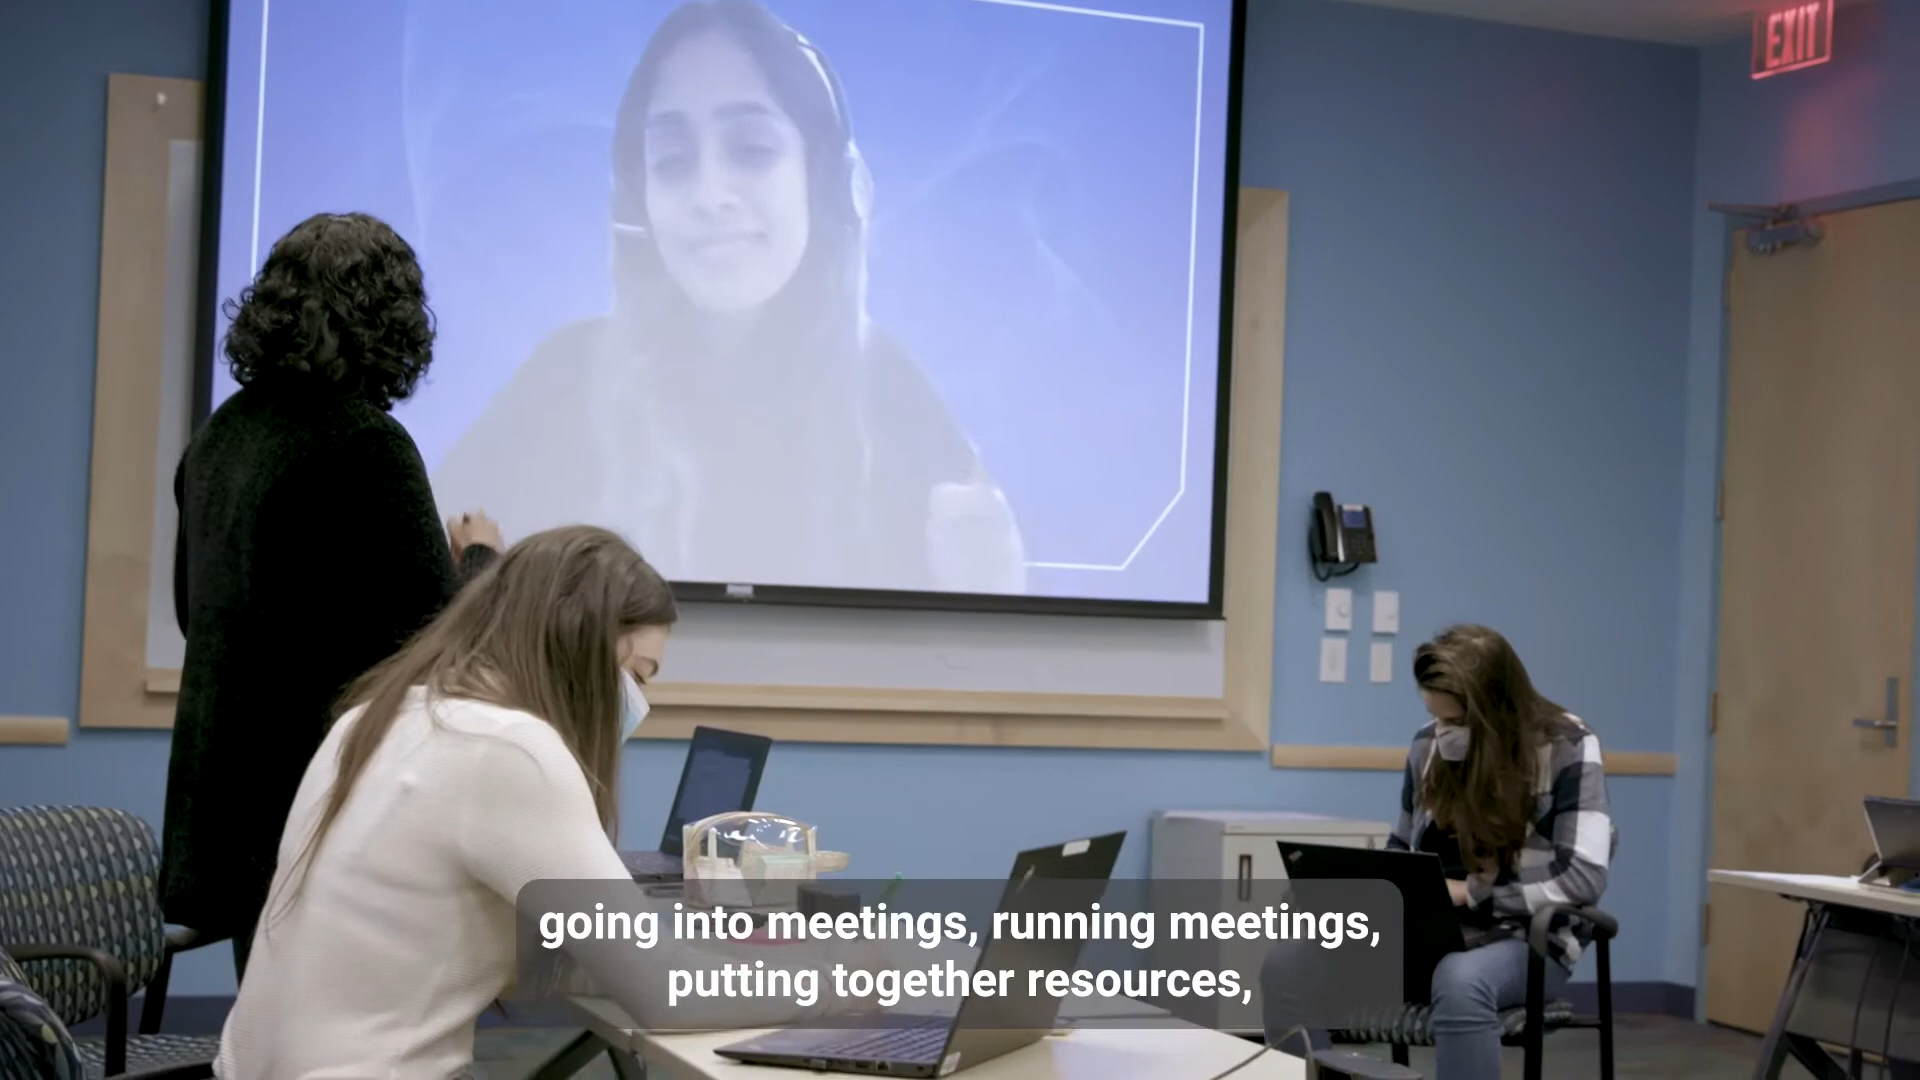 EXIT
going into meetings, running meetings,
putting together resources,